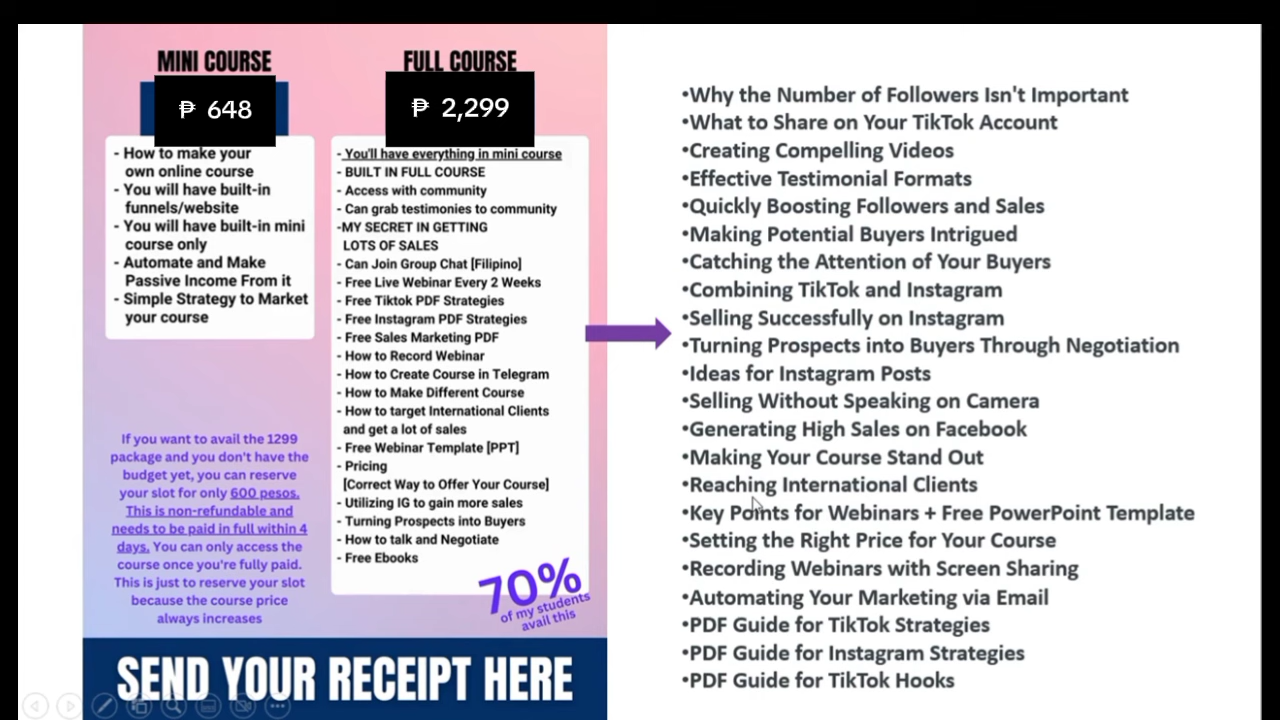 MINI COURSE
₱ 648
- How to make your
own online course
- You will have built-in
funnels/website
- You will have built-in mini
course only
- Automate and Make
Passive Income From it
- Simple Strategy to Market
your course
If you want to avail the 1299
package and you don't have the
budget yet, you can reserve
your slot for only 600 pesos.
This is non-refundable and
needs to be paid in full within 4
days. You can only access the
course once you're fully paid.
This is just to reserve your slot
because the course price
always increases
FULL COURSE
₱ 2,299
- You'll have everything in mini course
- BUILT IN FULL COURSE
- Access with community
- Can grab testimonies to community
-MY SECRET IN GETTING
LOTS OF SALES
- Can Join Group Chat [Filipino]
- Free Live Webinar Every 2 Weeks
- Free Tiktok PDF Strategies
- Free Instagram PDF Strategies
- Free Sales Marketing PDF
- How to Record Webinar
- How to Create Course in Telegram
- How to Make Different Course
- How to target International Clients
and get a lot of sales
- Free Webinar Template [PPT]
- Pricing
[Correct Way to Offer Your Course]
- Utilizing IG to gain more sales
- Turning Prospects into Buyers
- How to talk and Negotiate
- Free Ebooks
70%
of my students
avail this
SEND YOUR RECEIPT HERE
•Why the Number of Followers Isn't Important
•What to Share on Your TikTok Account
•Creating Compelling Videos
•Effective Testimonial Formats
•Quickly Boosting Followers and Sales
•Making Potential Buyers Intrigued
•Catching the Attention of Your Buyers
•Combining TikTok and Instagram
•Selling Successfully on Instagram
•Turning Prospects into Buyers Through Negotiation
•Ideas for Instagram Posts
•Selling Without Speaking on Camera
•Generating High Sales on Facebook
•Making Your Course Stand Out
•Reaching International Clients
•Key Points for Webinars + Free PowerPoint Template
•Setting the Right Price for Your Course
•Recording Webinars with Screen Sharing
•Automating Your Marketing via Email
•PDF Guide for TikTok Strategies
•PDF Guide for Instagram Strategies
•PDF Guide for TikTok Hooks